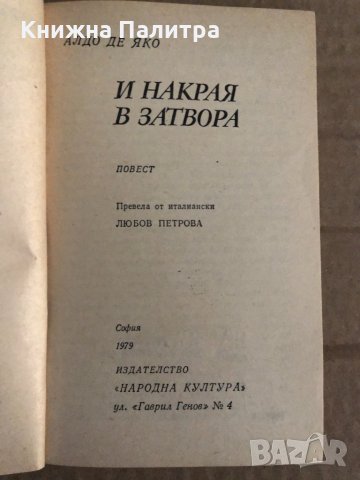 Книжна Палитра
АЛДО ДЕ ЯКО
И НАКРАЯ
В ЗАТВОРА
ПОВЕСТ
Превела от италиански
ЛЮБОВ ПЕТРОВА
София
1979
ИЗДАТЕЛСТВО
«НАРОДНА КУЛТУРА»
ул. «Гаврил Генов» № 4
BAZAR